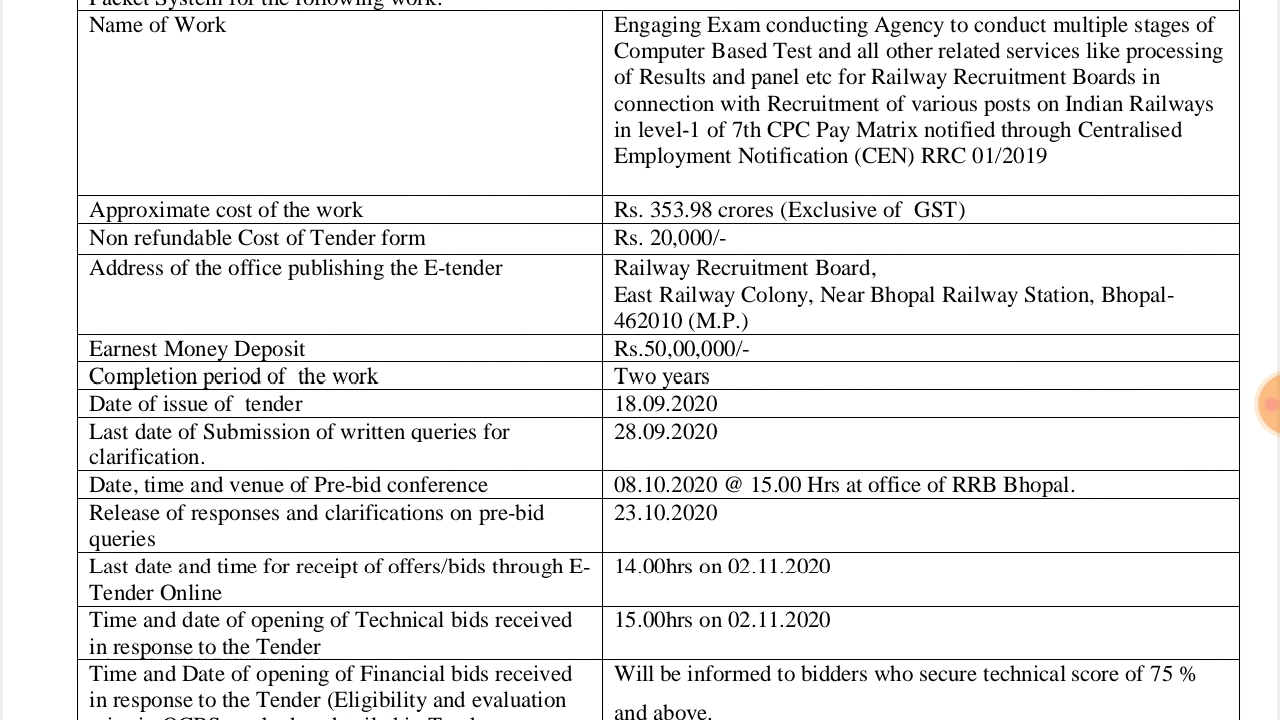 Packet System for the following work.
Name of Work
Engaging Exam conducting Agency to conduct multiple stages of
Computer Based Test and all other related services like processing
of Results and panel etc for Railway Recruitment Boards in
connection with Recruitment of various posts on Indian Railways
in level-1 of 7th CPC Pay Matrix notified through Centralised
Employment Notification (CEN) RRC 01/2019
Approximate cost of the work
Rs. 353.98 crores (Exclusive of  GST)
Non refundable Cost of Tender form
Rs. 20,000/-
Address of the office publishing the E-tender
Railway Recruitment Board,
East Railway Colony, Near Bhopal Railway Station, Bhopal-
462010 (M.P.)
Earnest Money Deposit
Rs.50,00,000/-
Completion period of  the work
Two years
Date of issue of  tender
18.09.2020
Last date of Submission of written queries for
clarification.
28.09.2020
Date, time and venue of Pre-bid conference
08.10.2020 @ 15.00 Hrs at office of RRB Bhopal.
Release of responses and clarifications on pre-bid
queries
23.10.2020
Last date and time for receipt of offers/bids through E-
Tender Online
14.00hrs on 02.11.2020
Time and date of opening of Technical bids received
in response to the Tender
15.00hrs on 02.11.2020
Time and Date of opening of Financial bids received
in response to the Tender (Eligibility and evaluation
Will be informed to bidders who secure technical score of 75 %
and above.